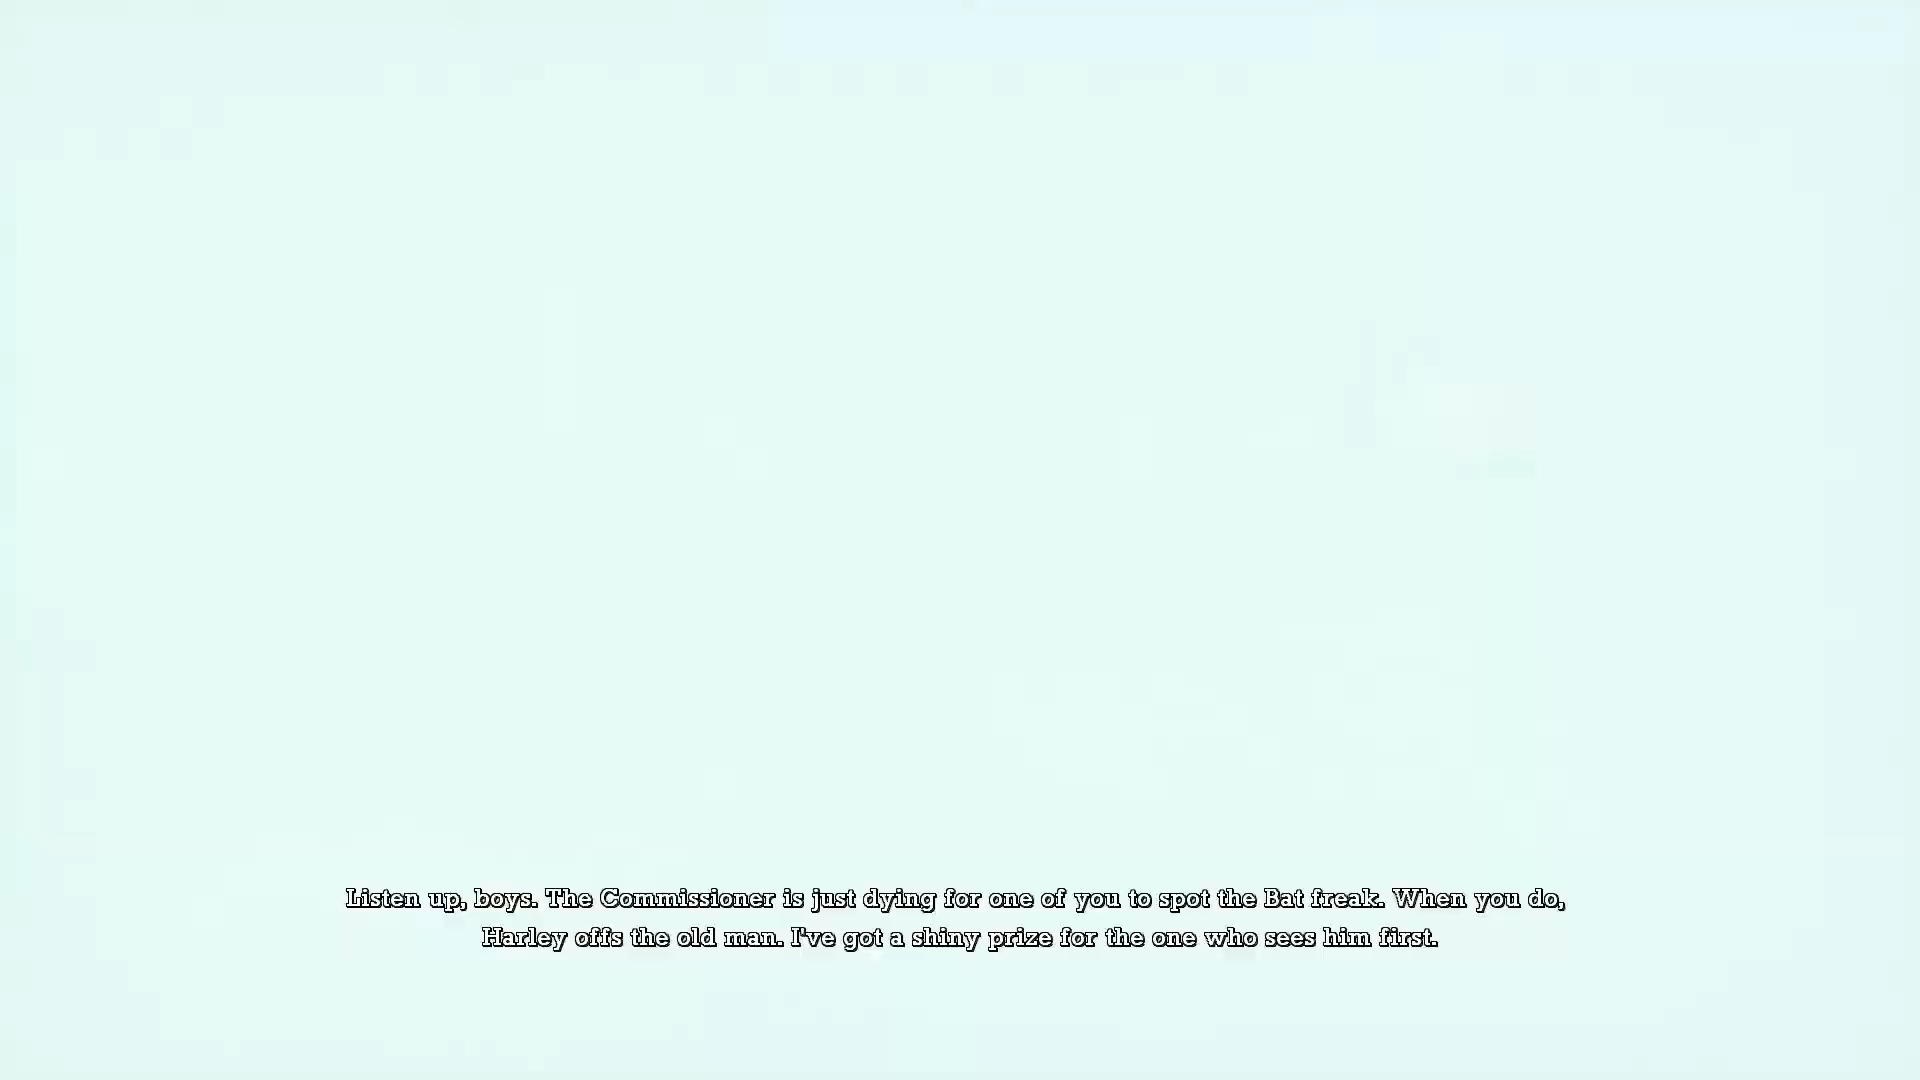 Listen up, boys. The Commissioner is just dying for one of you to spot the Bat freak. When you do,
Harley offs the old man. I've got a shiny prize for the one who sees him first.